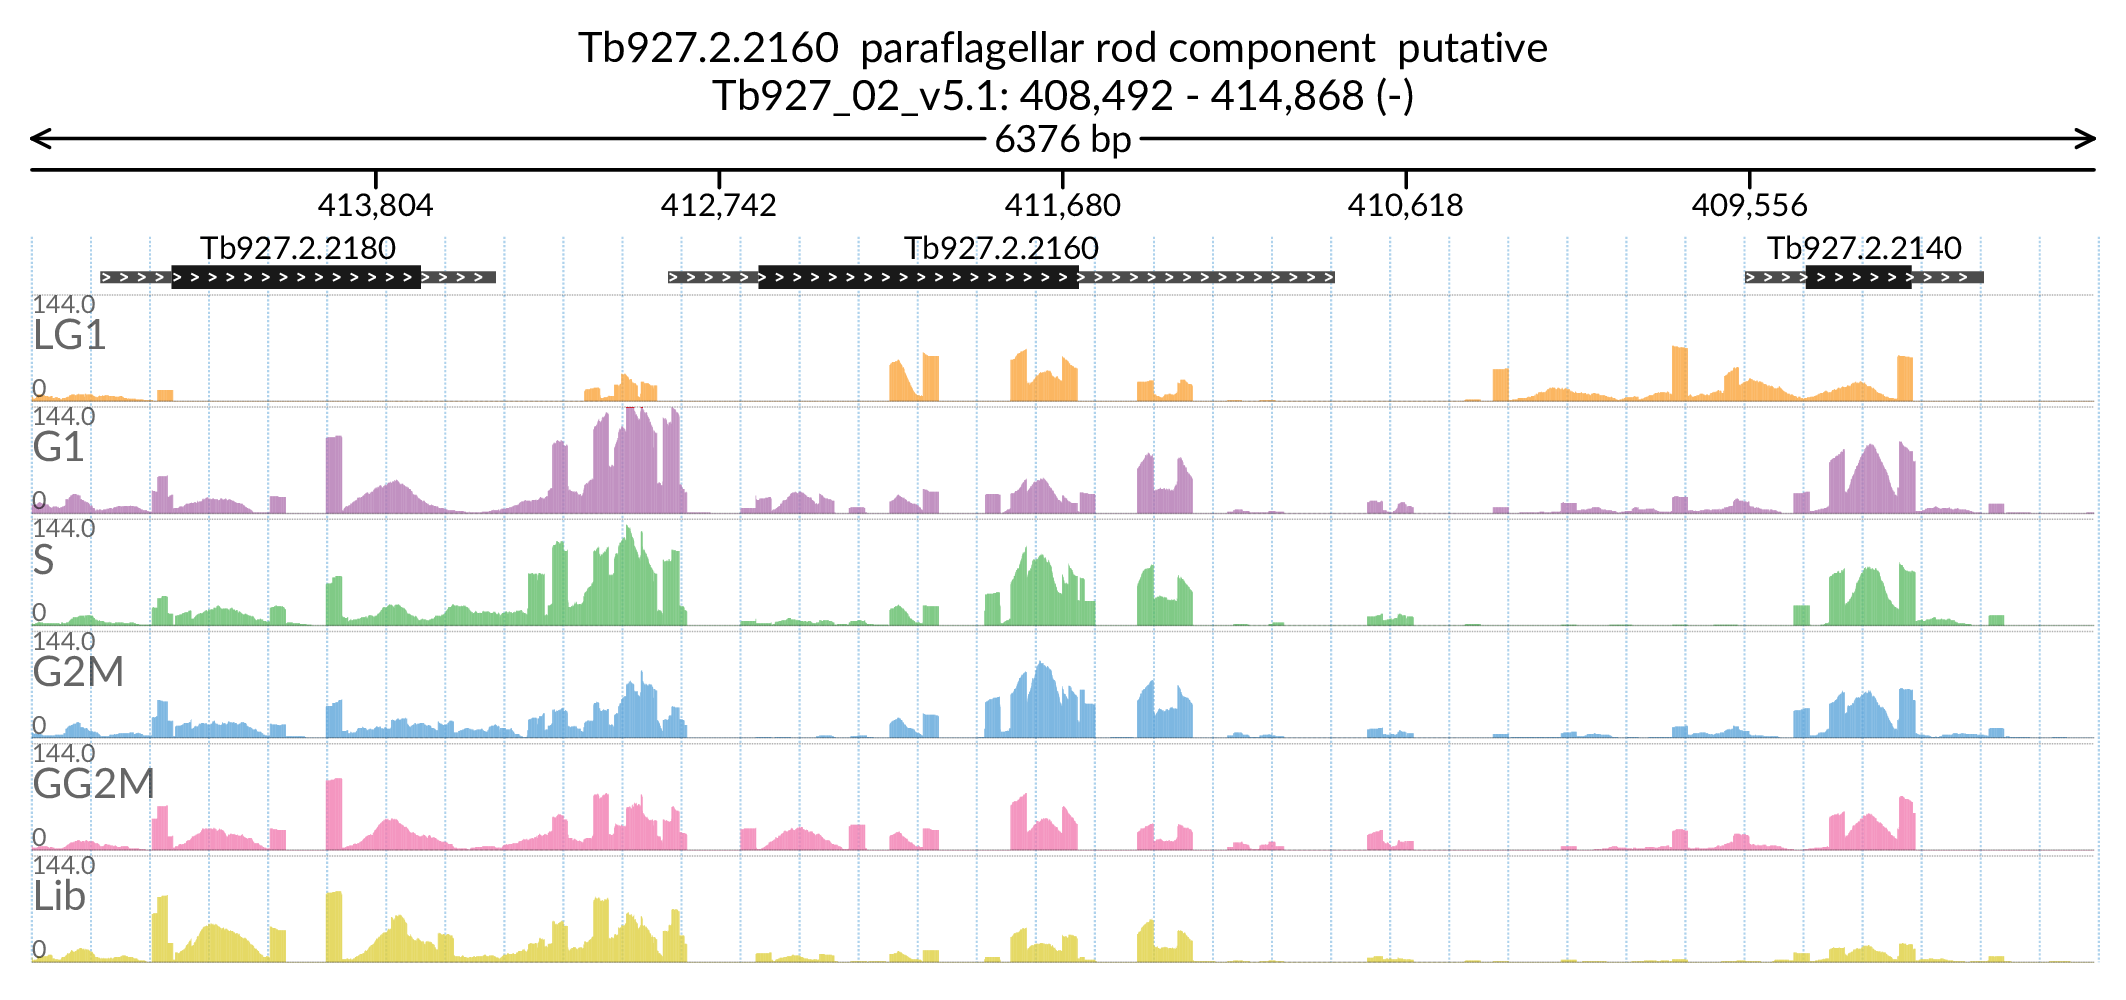 Tb927.2.2160 paraflagellar rod component putative
Tb927_02_v5.1: 408,492 - 414,868 (-)
6376 bp
413,804 412,742 411,680 410,618 409,556
Tb927.2.2180 Tb927.2.2160 Tb927.2.2140
144.0
LG1
0
144.0
G1
0
144.0
S
0
144.0
G2M
0
144.0
GG2M
0
144.0
Lib
0